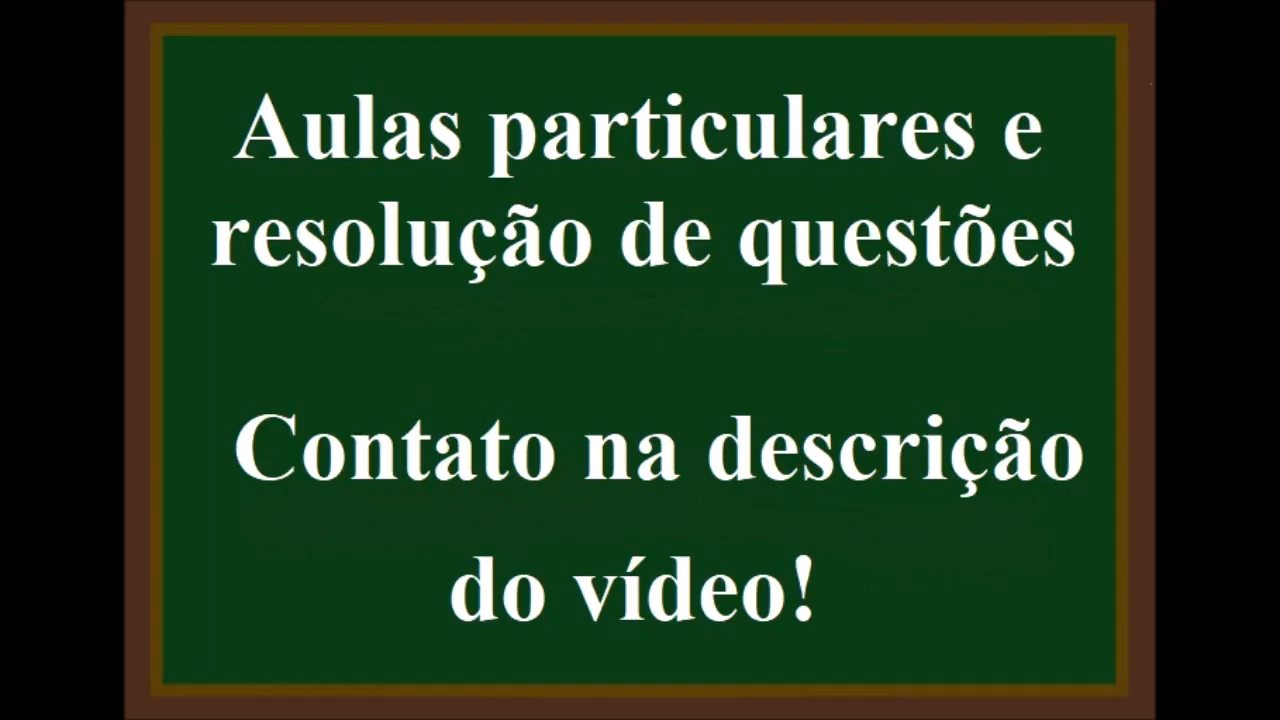 Aulas particulares e
resolução de questões
Contato na descrição
do vídeo!